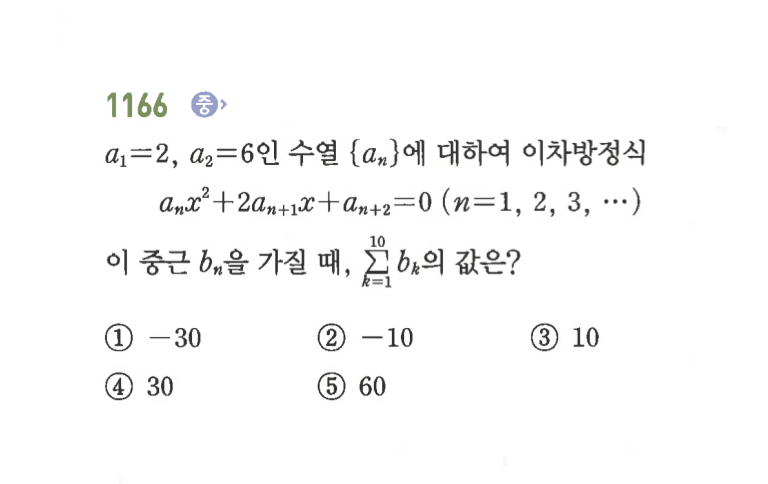 1166 중
a₁=2, a₂=6인 수열 {aₙ}에 대하여 이차방정식
aₙx²+2aₙ₊₁x+aₙ₊₂=0 (n=1, 2, 3, ⋯)
이 중근 bₙ을 가질 때, \sum_{k=1}^{10} bₖ의 값은?
① −30 ② −10 ③ 10
④ 30 ⑤ 60